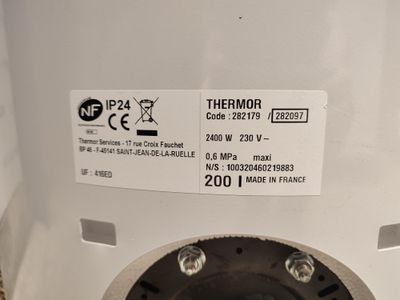 NF
IP24
CE
THERMOR
Code : 282179 / 282097
2400 W 230 V~
Thermor Services - 17 rue Croix Fauchet
BP 46 - F-45141 SAINT-JEAN-DE-LA-RUELLE
0,6 MPa maxi
N/S : 100320460219883
UF : 416ED
200 l MADE IN FRANCE